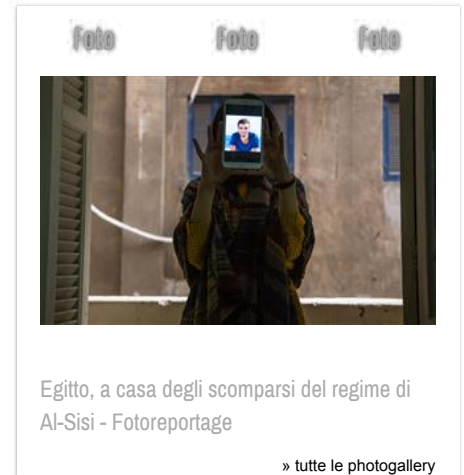 Foto Foto Foto
Egitto, a casa degli scomparsi del regime di
Al-Sisi - Fotoreportage
» tutte le photogallery